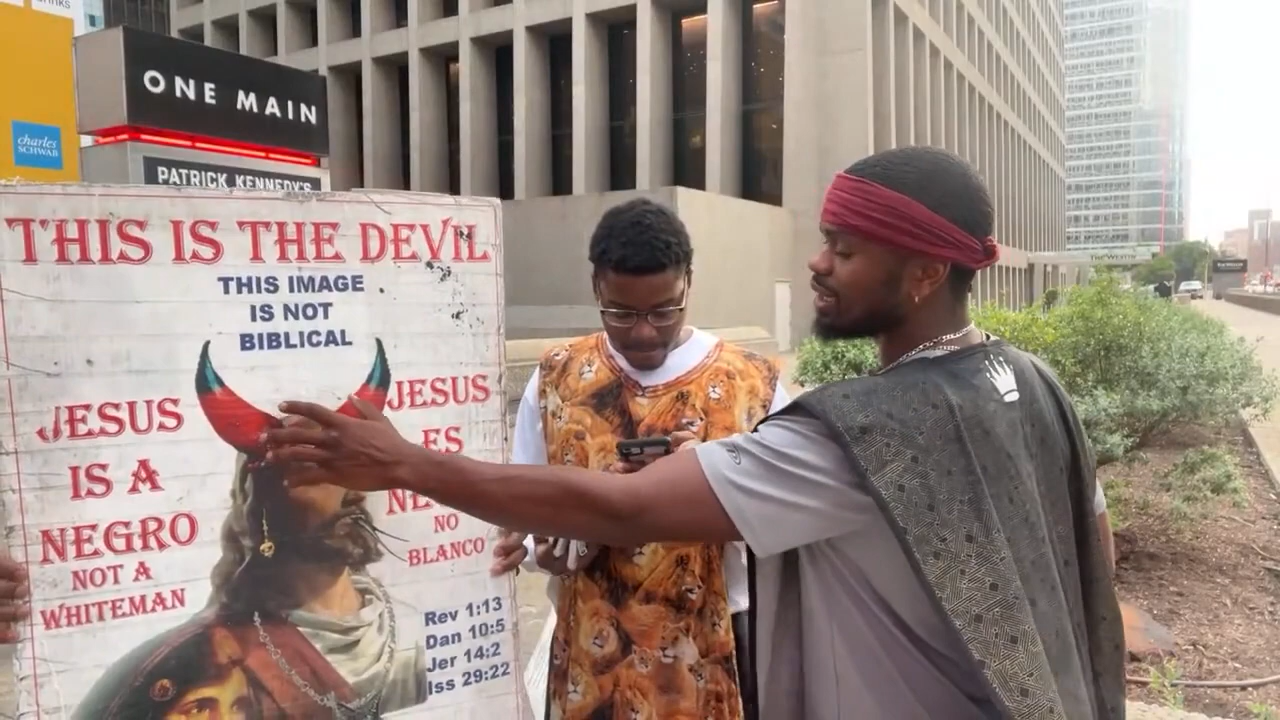 ONE MAIN
charles
SCHWAB
PATRICK KENNEDY'S
THIS IS THE DEVIL
THIS IMAGE
IS NOT
BIBLICAL
JESUS
IS A
NEGRO
NOT A
WHITEMAN
JESUS
ES
NO
BLANCO
Rev 1:13
Dan 10:5
Jer 14:2
Iss 29:22